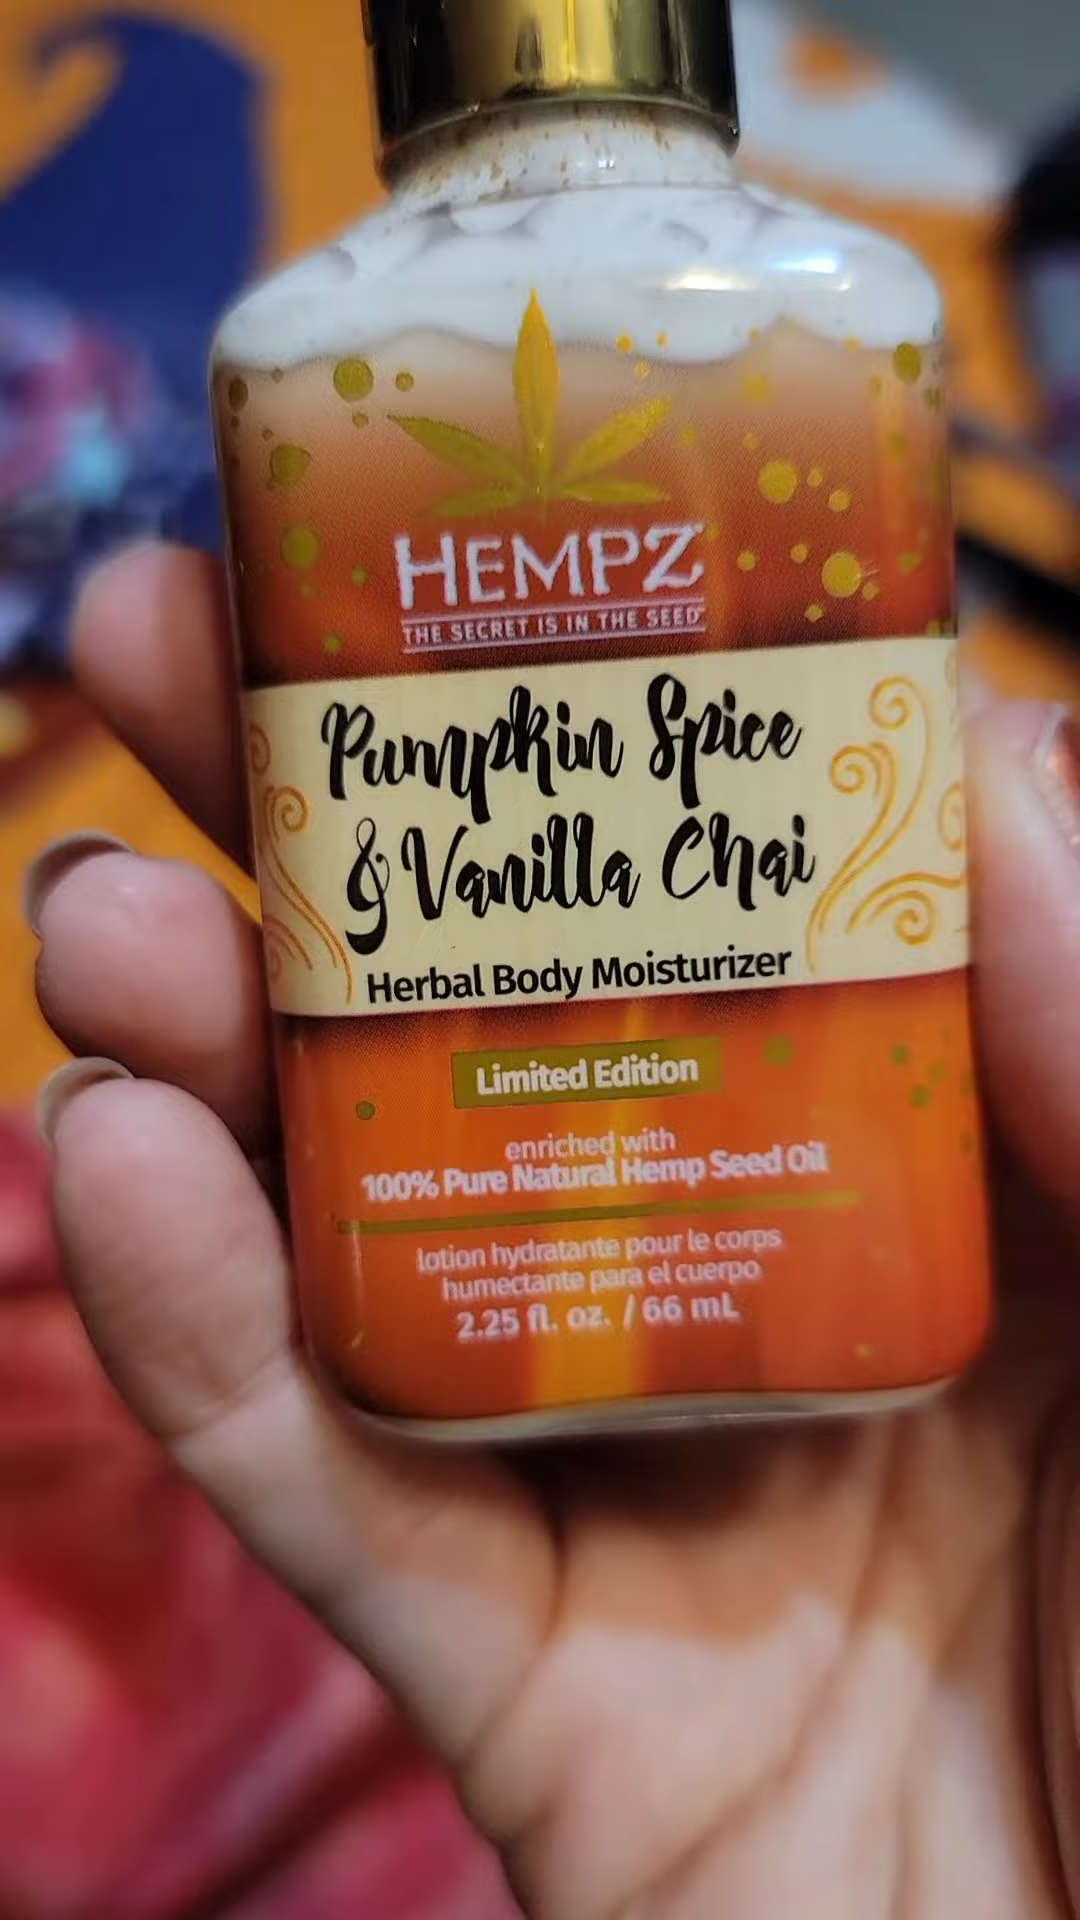 HEMPZ
THE SECRET IS IN THE SEED
Pumpkin Spice
& Vanilla Chai
Herbal Body Moisturizer
Limited Edition
enriched with
100% Pure Natural Hemp Seed Oil
lotion hydratante pour le corps
humectante para el cuerpo
2.25 fl. oz. / 66 mL